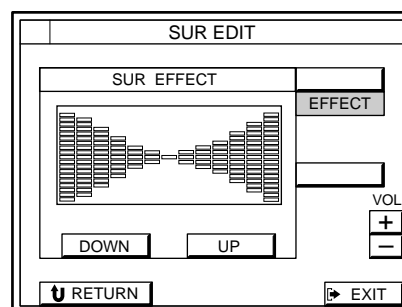 SUR EDIT
SUR EFFECT
EFFECT
VOL
+
DOWN UP
−
RETURN EXIT